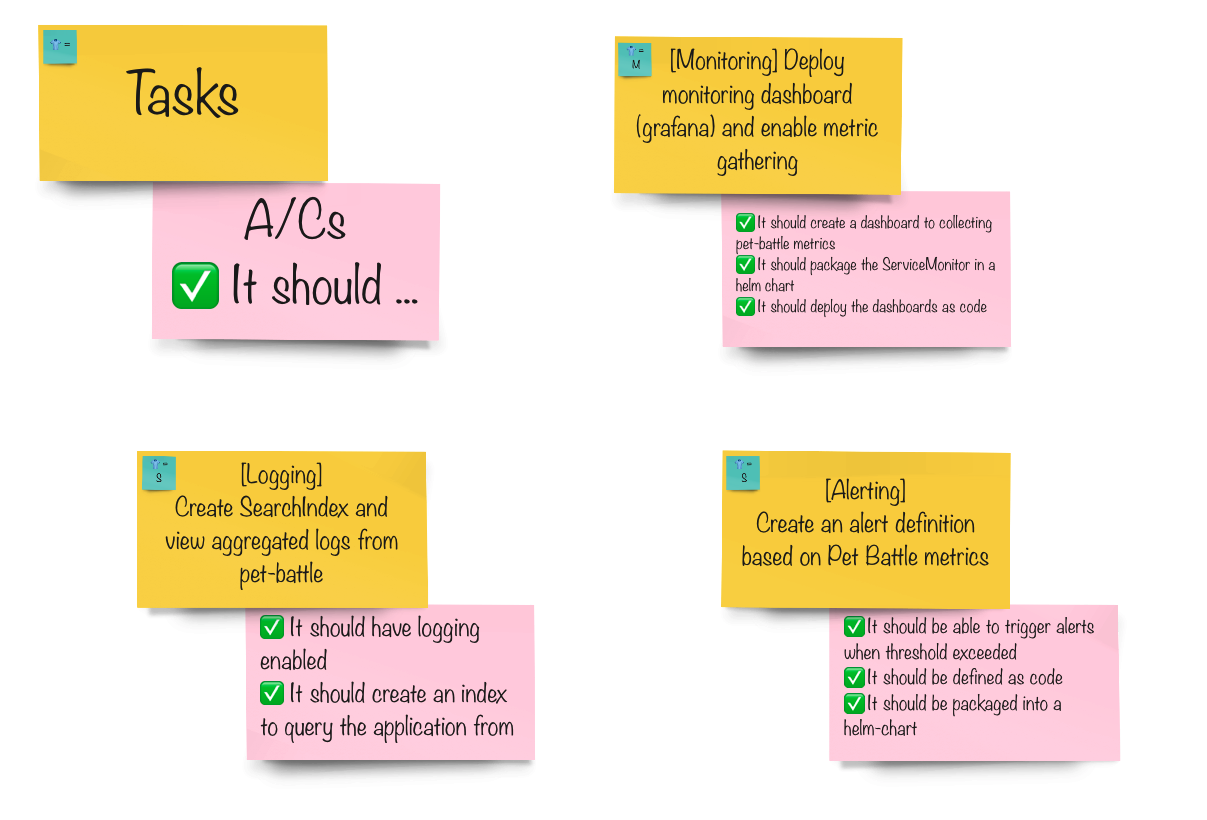 =
Tasks
A/Cs
✅ It should ...
=
M
[Monitoring] Deploy
monitoring dashboard
(grafana) and enable metric
gathering
✅It should create a dashboard to collecting
pet-battle metrics
✅It should package the ServiceMonitor in a
helm chart
✅It should deploy the dashboards as code
=
S
[Logging]
Create SearchIndex and
view aggregated logs from
pet-battle
✅ It should have logging
enabled
✅ It should create an index
to query the application from
=
S
[Alerting]
Create an alert definition
based on Pet Battle metrics
✅It should be able to trigger alerts
when threshold exceeded
✅It should be defined as code
✅It should be packaged into a
helm-chart